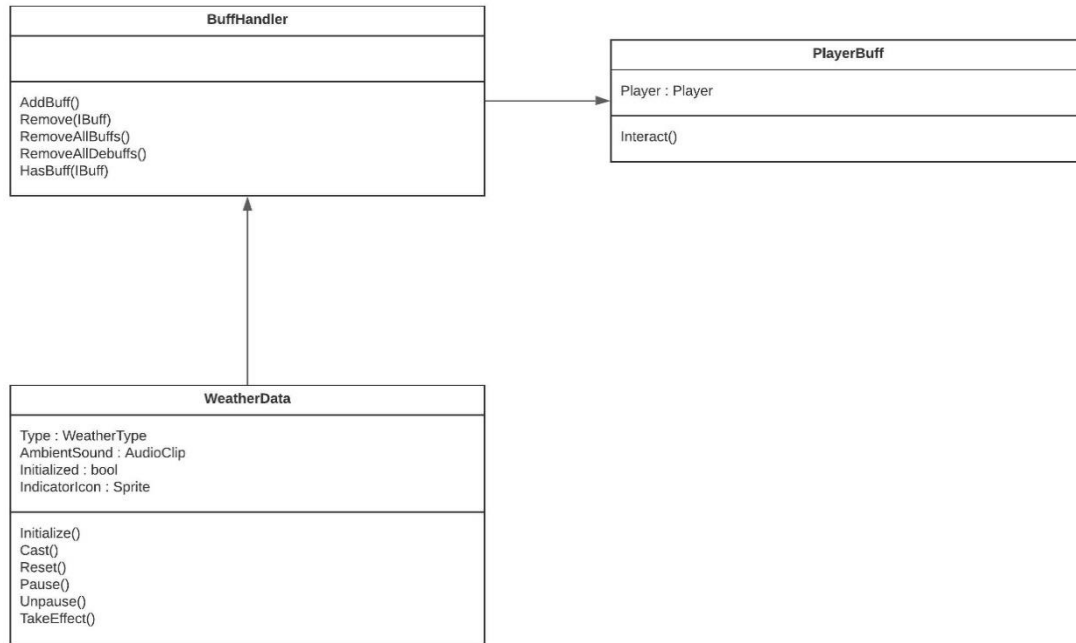 BuffHandler
AddBuff()
Remove(IBuff)
RemoveAllBuffs()
RemoveAllDebuffs()
HasBuff(IBuff)
PlayerBuff
Player : Player
Interact()
WeatherData
Type : WeatherType
AmbientSound : AudioClip
Initialized : bool
IndicatorIcon : Sprite
Initialize()
Cast()
Reset()
Pause()
Unpause()
TakeEffect()